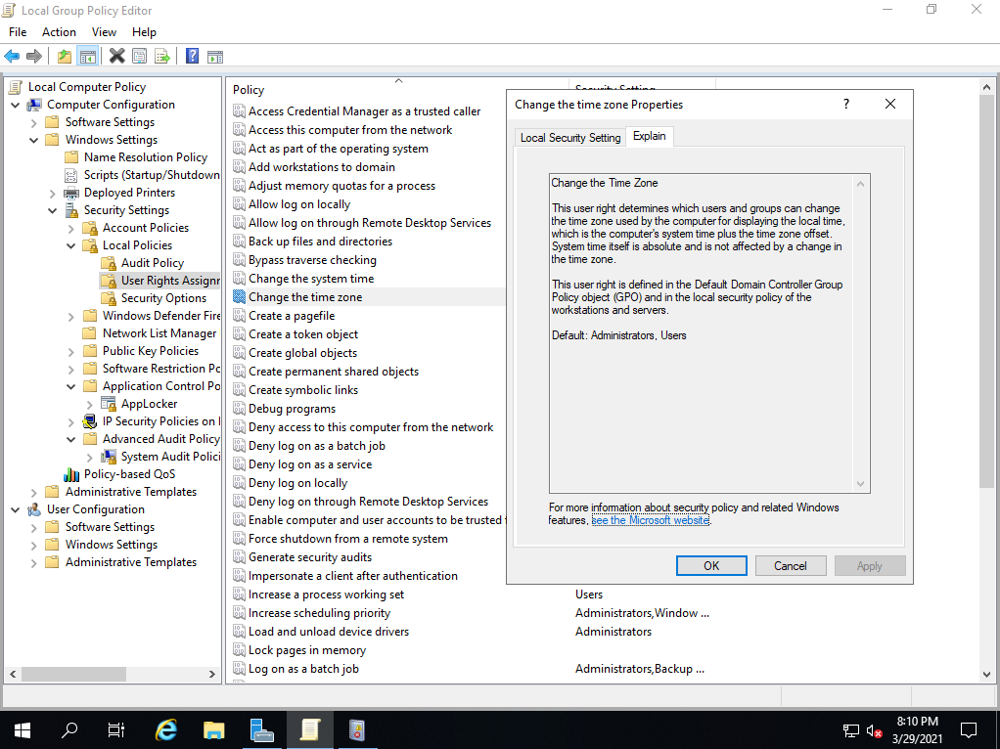 Local Group Policy Editor
File Action View Help
Local Computer Policy
Computer Configuration
Software Settings
Windows Settings
Name Resolution Policy
Scripts (Startup/Shutdown
Deployed Printers
Security Settings
Account Policies
Local Policies
Audit Policy
User Rights Assignm
Security Options
Windows Defender Fire
Network List Manager
Public Key Policies
Software Restriction Po
Application Control Po
AppLocker
IP Security Policies on
Advanced Audit Policy
System Audit Polici
Policy-based QoS
Administrative Templates
User Configuration
Software Settings
Windows Settings
Administrative Templates
Policy
Security Setting
Access Credential Manager as a trusted caller
Access this computer from the network
Act as part of the operating system
Add workstations to domain
Adjust memory quotas for a process
Allow log on locally
Allow log on through Remote Desktop Services
Back up files and directories
Bypass traverse checking
Change the system time
Change the time zone
Create a pagefile
Create a token object
Create global objects
Create permanent shared objects
Create symbolic links
Debug programs
Deny access to this computer from the network
Deny log on as a batch job
Deny log on as a service
Deny log on locally
Deny log on through Remote Desktop Services
Enable computer and user accounts to be trusted
Force shutdown from a remote system
Generate security audits
Impersonate a client after authentication
Increase a process working set Users
Increase scheduling priority Administrators,Window ...
Load and unload device drivers Administrators
Lock pages in memory
Log on as a batch job Administrators,Backup ...
Change the time zone Properties
?
Local Security Setting Explain
Change the Time Zone
This user right determines which users and groups can change
the time zone used by the computer for displaying the local time,
which is the computer's system time plus the time zone offset.
System time itself is absolute and is not affected by a change in
the time zone.
This user right is defined in the Default Domain Controller Group
Policy object (GPO) and in the local security policy of the
workstations and servers.
Default: Administrators, Users
For more information about security policy and related Windows
features, see the Microsoft website.
OK Cancel Apply
8:10 PM
3/29/2021